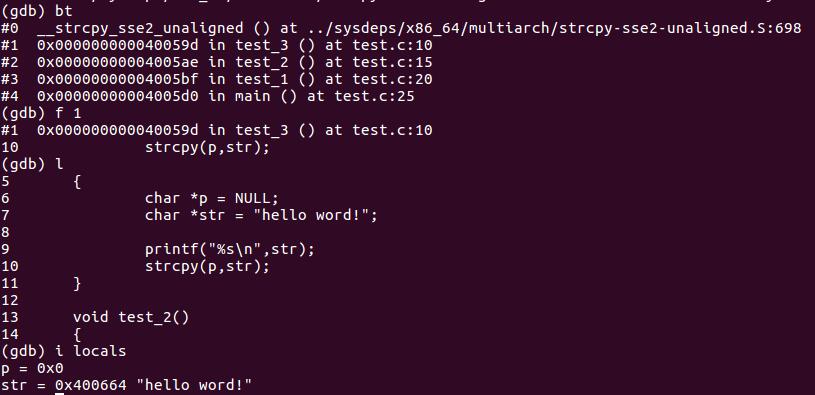 (gdb) bt
#0  __strcpy_sse2_unaligned () at ../sysdeps/x86_64/multiarch/strcpy-sse2-unaligned.S:698
#1  0x000000000040059d in test_3 () at test.c:10
#2  0x00000000004005ae in test_2 () at test.c:15
#3  0x00000000004005bf in test_1 () at test.c:20
#4  0x00000000004005d0 in main () at test.c:25
(gdb) f 1
#1  0x000000000040059d in test_3 () at test.c:10
10              strcpy(p,str);
(gdb) l
5       {
6               char *p = NULL;
7               char *str = "hello word!";
8
9               printf("%s\n",str);
10              strcpy(p,str);
11      }
12
13      void test_2()
14      {
(gdb) i locals
p = 0x0
str = 0x400664 "hello word!"